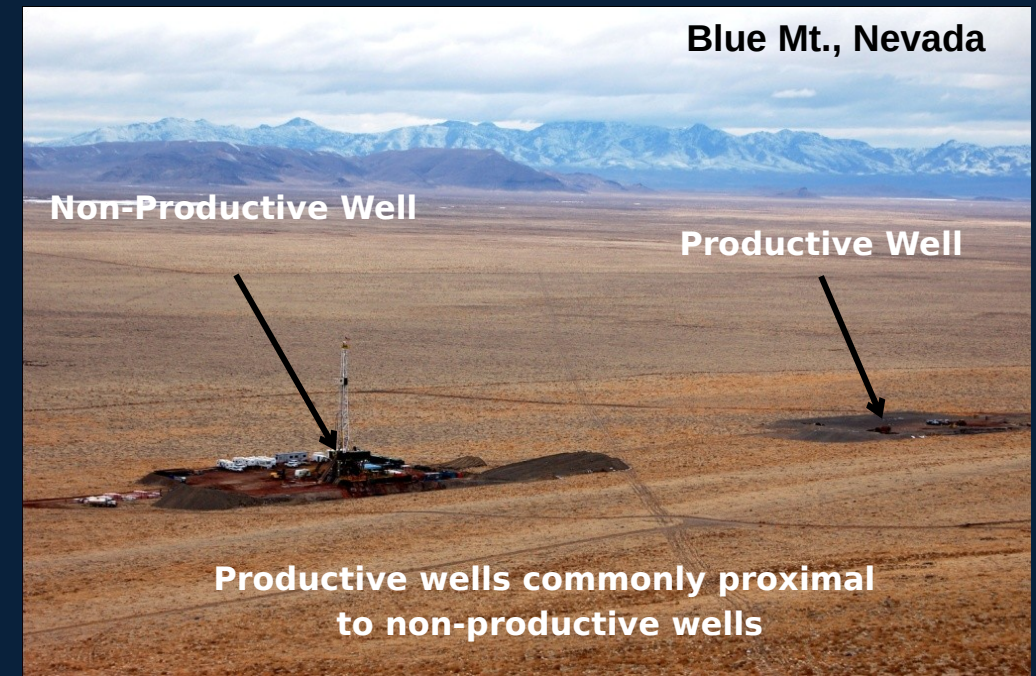 Blue Mt., Nevada
Non-Productive Well
Productive Well
Productive wells commonly proximal
to non-productive wells